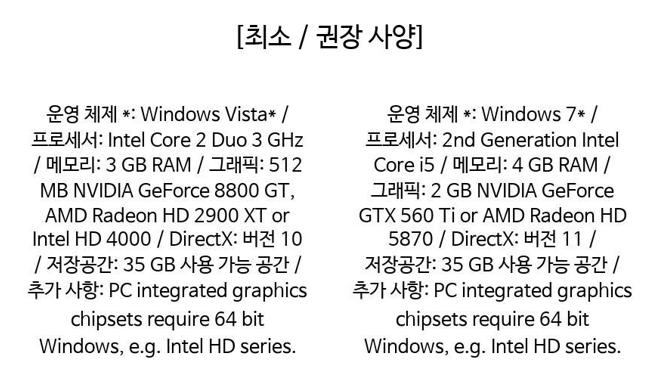 [최소 / 권장 사양]
운영 체제 *: Windows Vista* /
프로세서: Intel Core 2 Duo 3 GHz
/ 메모리: 3 GB RAM / 그래픽: 512
MB NVIDIA GeForce 8800 GT,
AMD Radeon HD 2900 XT or
Intel HD 4000 / DirectX: 버전 10
/ 저장공간: 35 GB 사용 가능 공간 /
추가 사항: PC integrated graphics
chipsets require 64 bit
Windows, e.g. Intel HD series.
운영 체제 *: Windows 7* /
프로세서: 2nd Generation Intel
Core i5 / 메모리: 4 GB RAM /
그래픽: 2 GB NVIDIA GeForce
GTX 560 Ti or AMD Radeon HD
5870 / DirectX: 버전 11 /
저장공간: 35 GB 사용 가능 공간 /
추가 사항: PC integrated graphics
chipsets require 64 bit
Windows, e.g. Intel HD series.